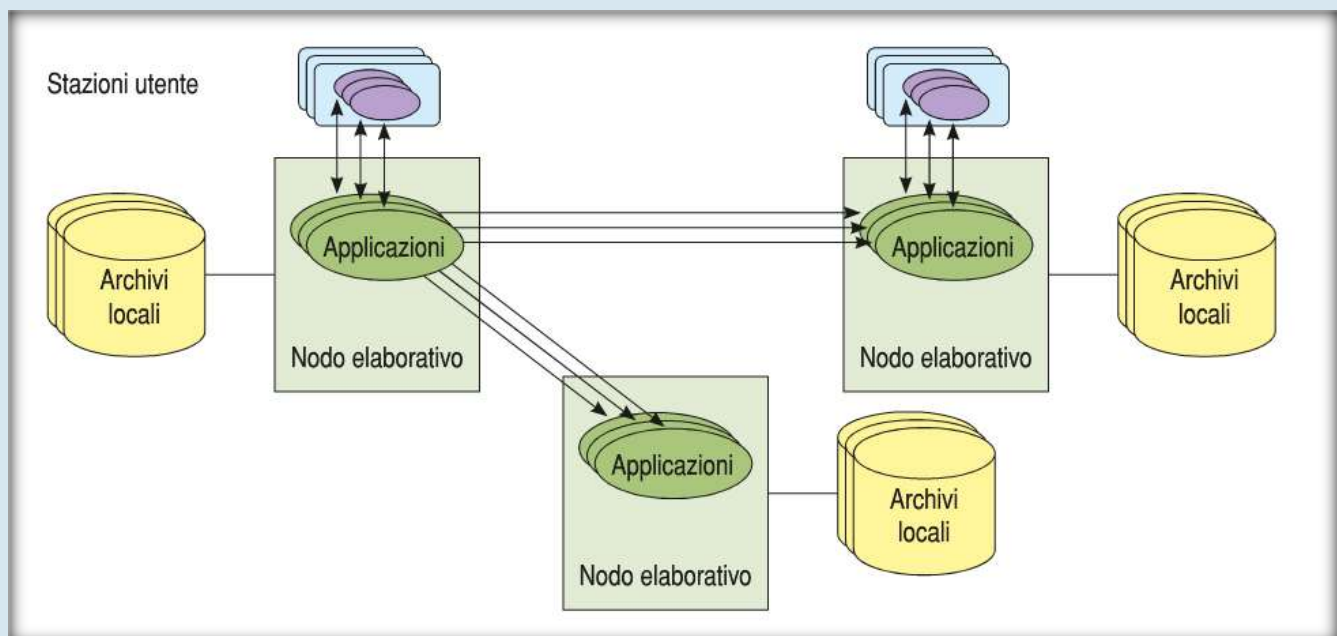 Stazioni utente
Applicazioni
Archivi
locali
Nodo elaborativo
Applicazioni
Archivi
locali
Nodo elaborativo
Applicazioni
Archivi
locali
Nodo elaborativo